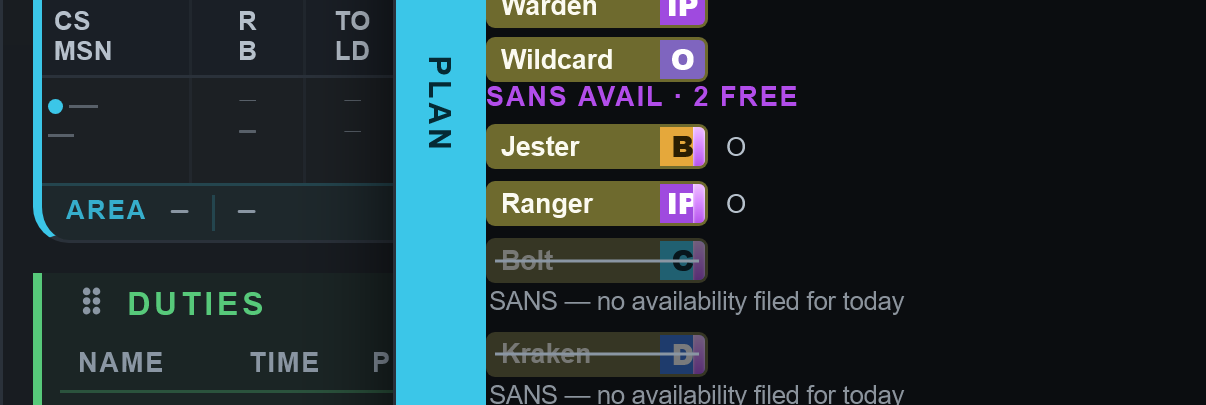 CS
MSN
R
B
TO
LD
AREA — —
DUTIES
NAME TIME P
PLAN
Warden IP
Wildcard O
SANS AVAIL · 2 FREE
Jester B O
Ranger IP O
Bolt C
SANS — no availability filed for today
Kraken D
SANS — no availability filed for today